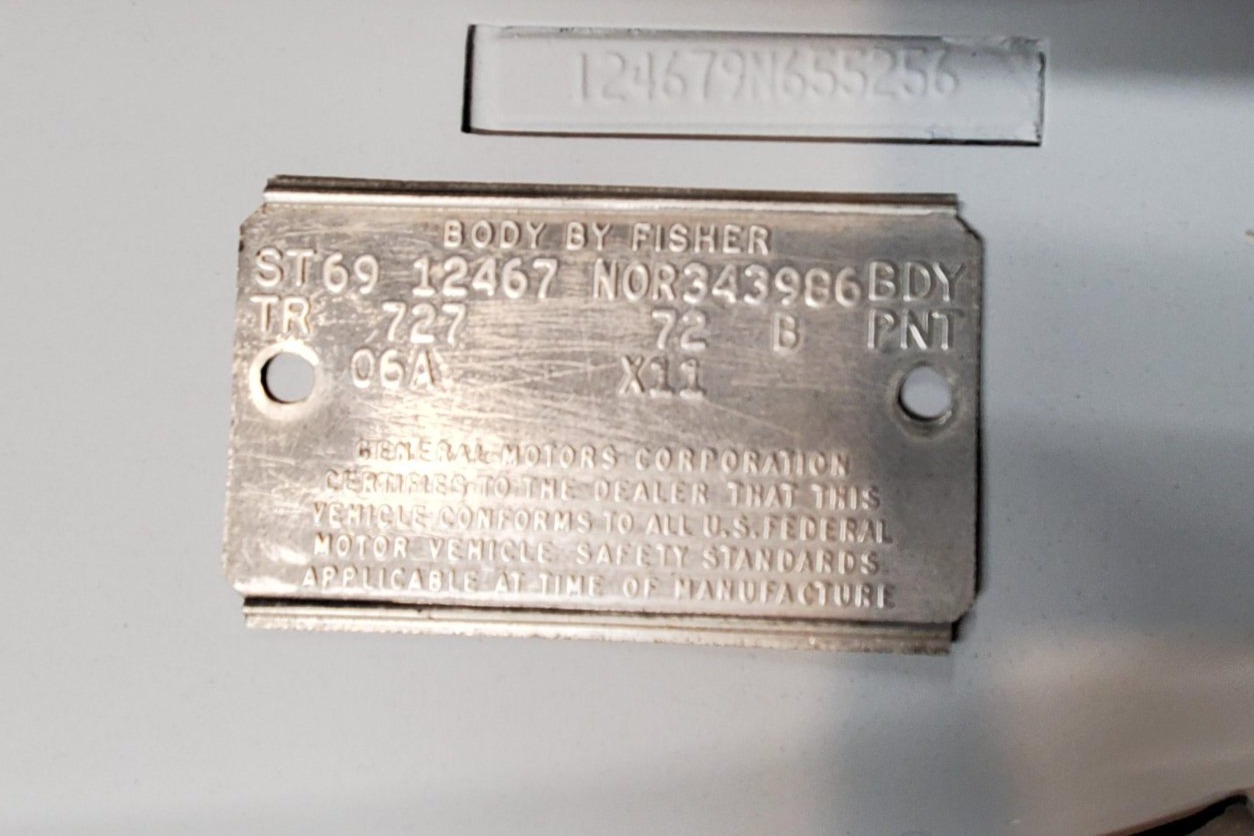 124679N655256
BODY BY FISHER
ST69 12467 NOR343986BDY
TR 727 72 B PNT
06A X11
GENERAL MOTORS CORPORATION
CERTIFIES TO THE DEALER THAT THIS
VEHICLE CONFORMS TO ALL U.S. FEDERAL
MOTOR VEHICLE SAFETY STANDARDS
APPLICABLE AT TIME OF MANUFACTURE